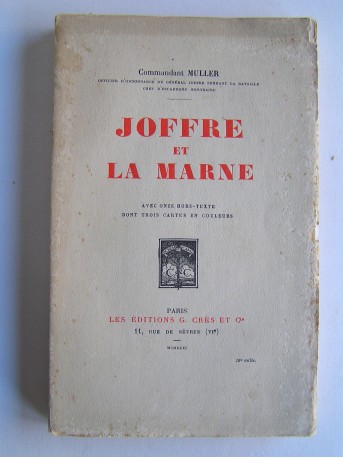 Commandant MULLER
OFFICIER D'ORDONNANCE DU GÉNÉRAL JOFFRE PENDANT LA BATAILLE
CHEF D'ESCADRONS HONORAIRE
JOFFRE
ET
LA MARNE
AVEC ONZE HORS-TEXTE
DONT TROIS CARTES EN COULEURS
PARIS
LES ÉDITIONS G. CRÈS ET Cie
11, RUE DE SÈVRES (VIe)